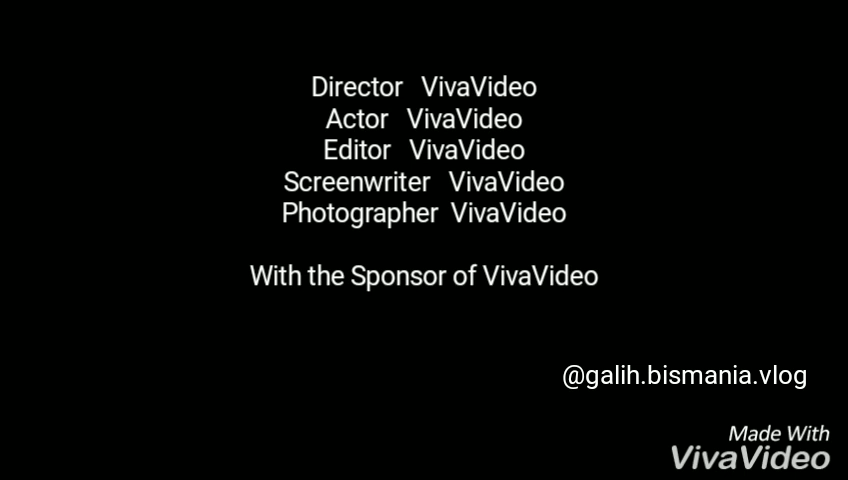 Director VivaVideo
Actor VivaVideo
Editor VivaVideo
Screenwriter VivaVideo
Photographer VivaVideo
With the Sponsor of VivaVideo
@galih.bismania.vlog
Made With
VivaVideo